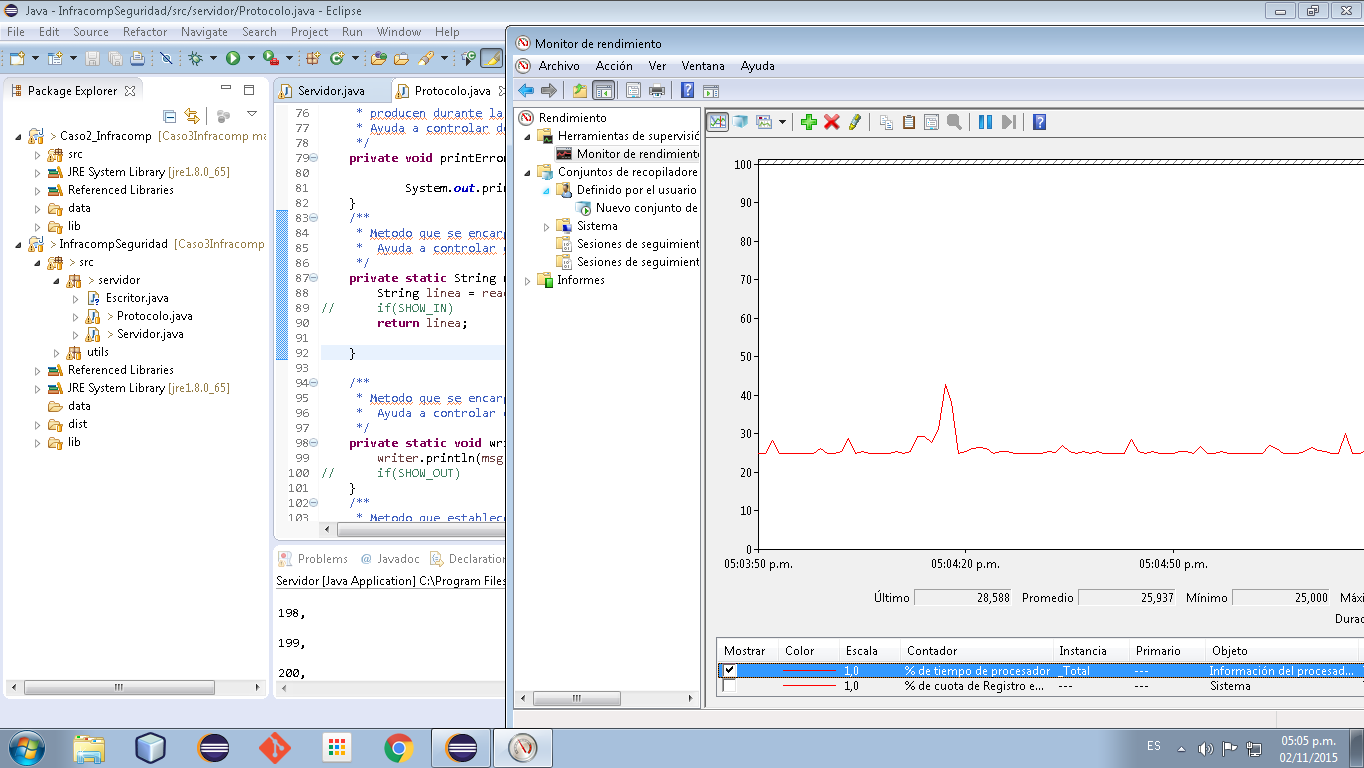 Java - InfracompSeguridad/src/servidor/Protocolo.java - Eclipse
File Edit Source Refactor Navigate Search Project Run Window Help
Package Explorer
> Caso2_Infracomp [Caso3Infracomp ma
src
JRE System Library [jre1.8.0_65]
Referenced Libraries
data
lib
> InfracompSeguridad [Caso3Infracomp
> src
> servidor
Escritor.java
> Protocolo.java
> Servidor.java
utils
Referenced Libraries
JRE System Library [jre1.8.0_65]
data
dist
lib
Servidor.java Protocolo.java
76 * producen durante la
77 * Ayuda a controlar de
78 */
79 private void printError
80
81 System.out.prin
82 }
83 /**
84 * Metodo que se encarg
85 * Ayuda a controlar
86 */
87 private static String
88 String linea = read
89 // if(SHOW_IN)
90 return linea;
91
92 }
93
94 /**
95 * Metodo que se encarg
96 * Ayuda a controlar
97 */
98 private static void wri
99 writer.println(msg
100 // if(SHOW_OUT)
101 }
102 /**
103 * Metodo que establece
Problems @ Javadoc Declaration
Servidor [Java Application] C:\Program Files
198,
199,
200,
Monitor de rendimiento
Archivo Acción Ver Ventana Ayuda
Rendimiento
Herramientas de supervisió
Monitor de rendimiento
Conjuntos de recopiladore
Definido por el usuario
Nuevo conjunto de
Sistema
Sesiones de seguimient
Sesiones de seguimient
Informes
100
90
80
70
60
50
40
30
20
10
0
05:03:50 p.m. 05:04:20 p.m. 05:04:50 p.m.
Último 28,588 Promedio 25,937 Mínimo 25,000 Máxi
Durac
Mostrar Color Escala Contador Instancia Primario Objeto
1,0 % de tiempo de procesador _Total --- Información del procesad...
1,0 % de cuota de Registro e... --- --- Sistema
ES
05:05 p.m.
02/11/2015